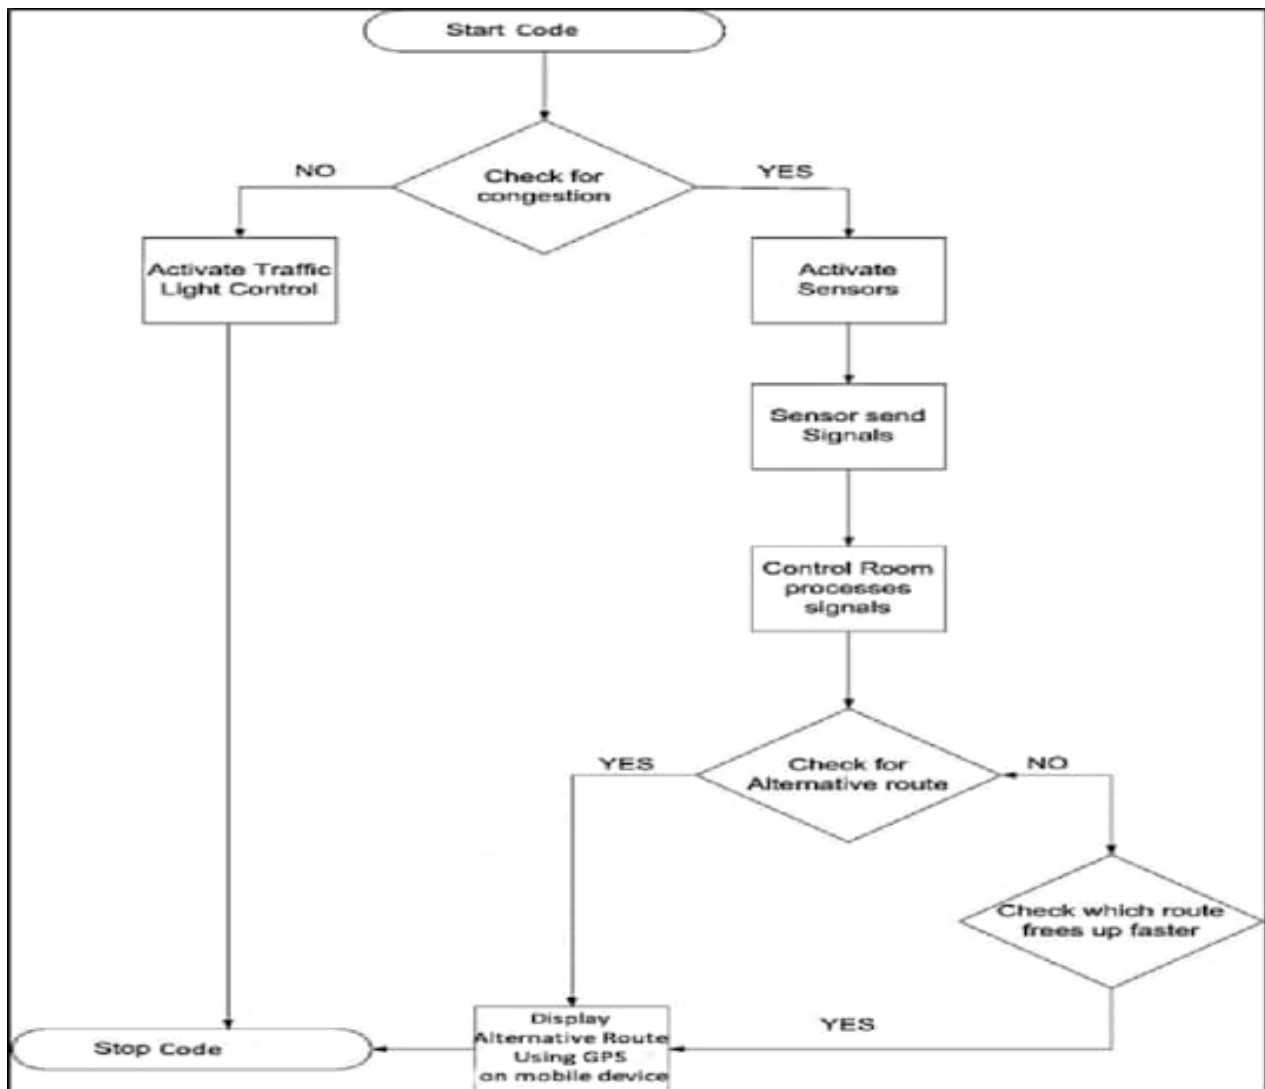 Start Code
Check for
congestion
NO
YES
Activate Traffic
Light Control
Activate
Sensors
Sensor send
Signals
Control Room
processes
signals
Check for
Alternative route
YES
NO
Check which route
frees up faster
YES
Display
Alternative Route
Using GPS
on mobile device
Stop Code